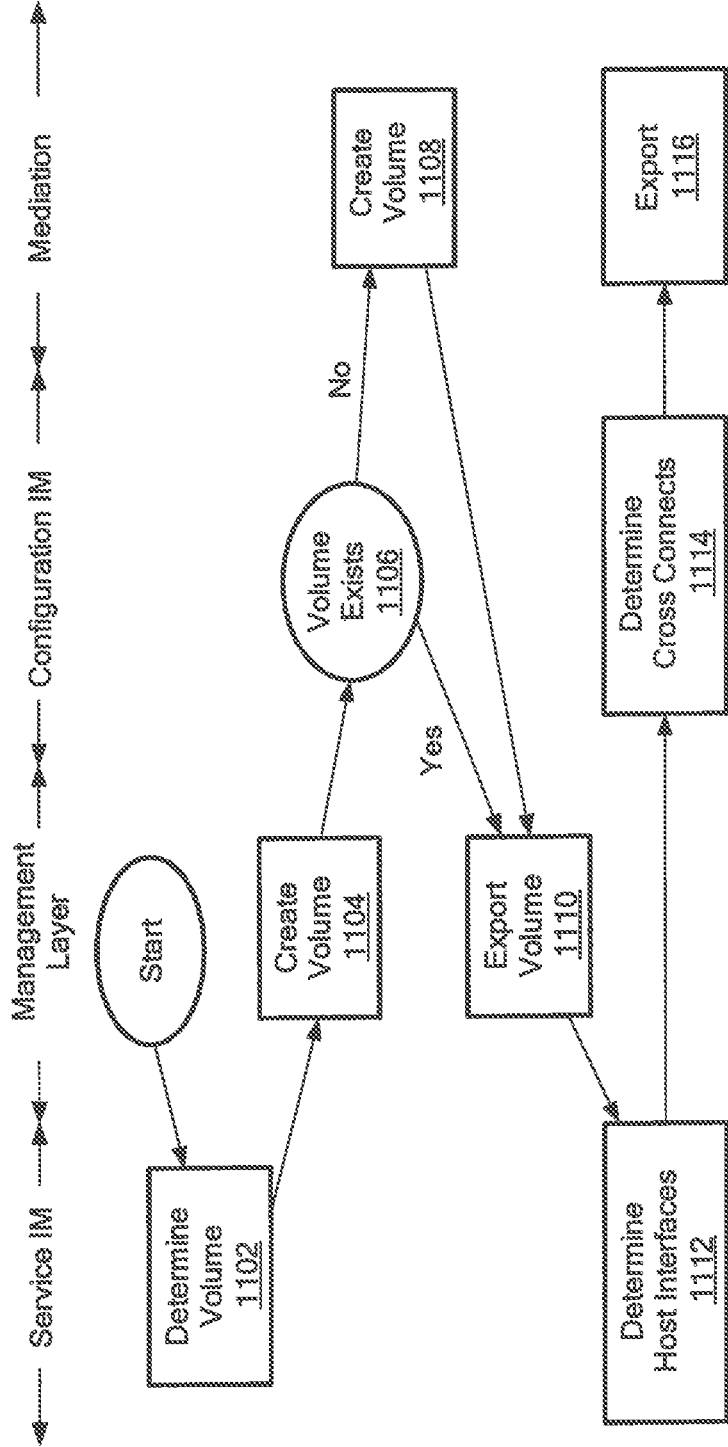 Service IM
Management
Layer
Configuration IM
Mediation
Start
Determine
Volume
1102
Create
Volume
1104
Volume
Exists
1106
No
Yes
Create
Volume
1108
Export
Volume
1110
Determine
Host Interfaces
1112
Determine
Cross Connects
1114
Export
1116